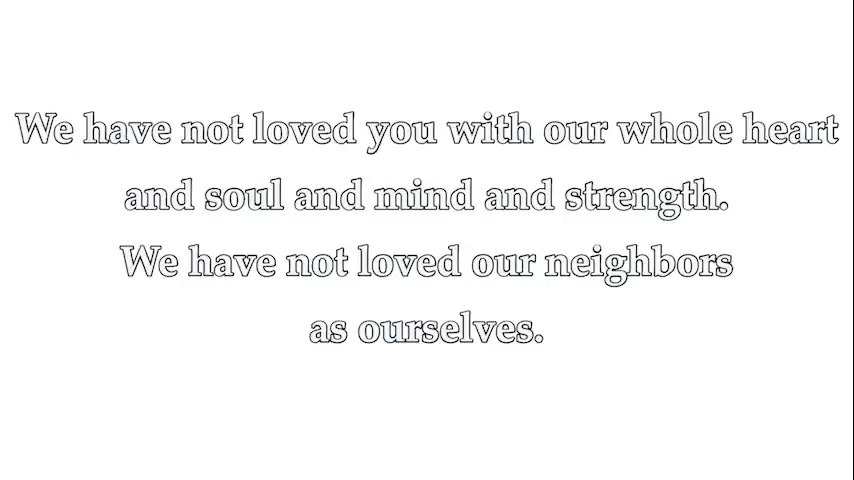 We have not loved you with our whole heart
and soul and mind and strength.
We have not loved our neighbors
as ourselves.